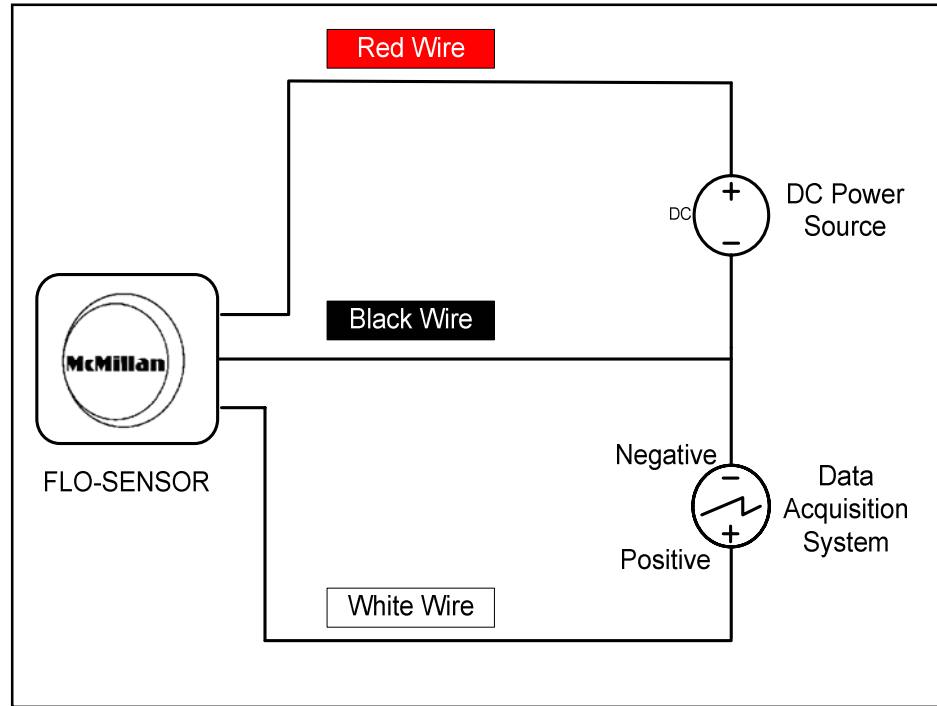 Red Wire
+
DC
DC Power
Source
−
Black Wire
McMillan
FLO-SENSOR
Negative
−
Data
Acquisition
System
+
Positive
White Wire